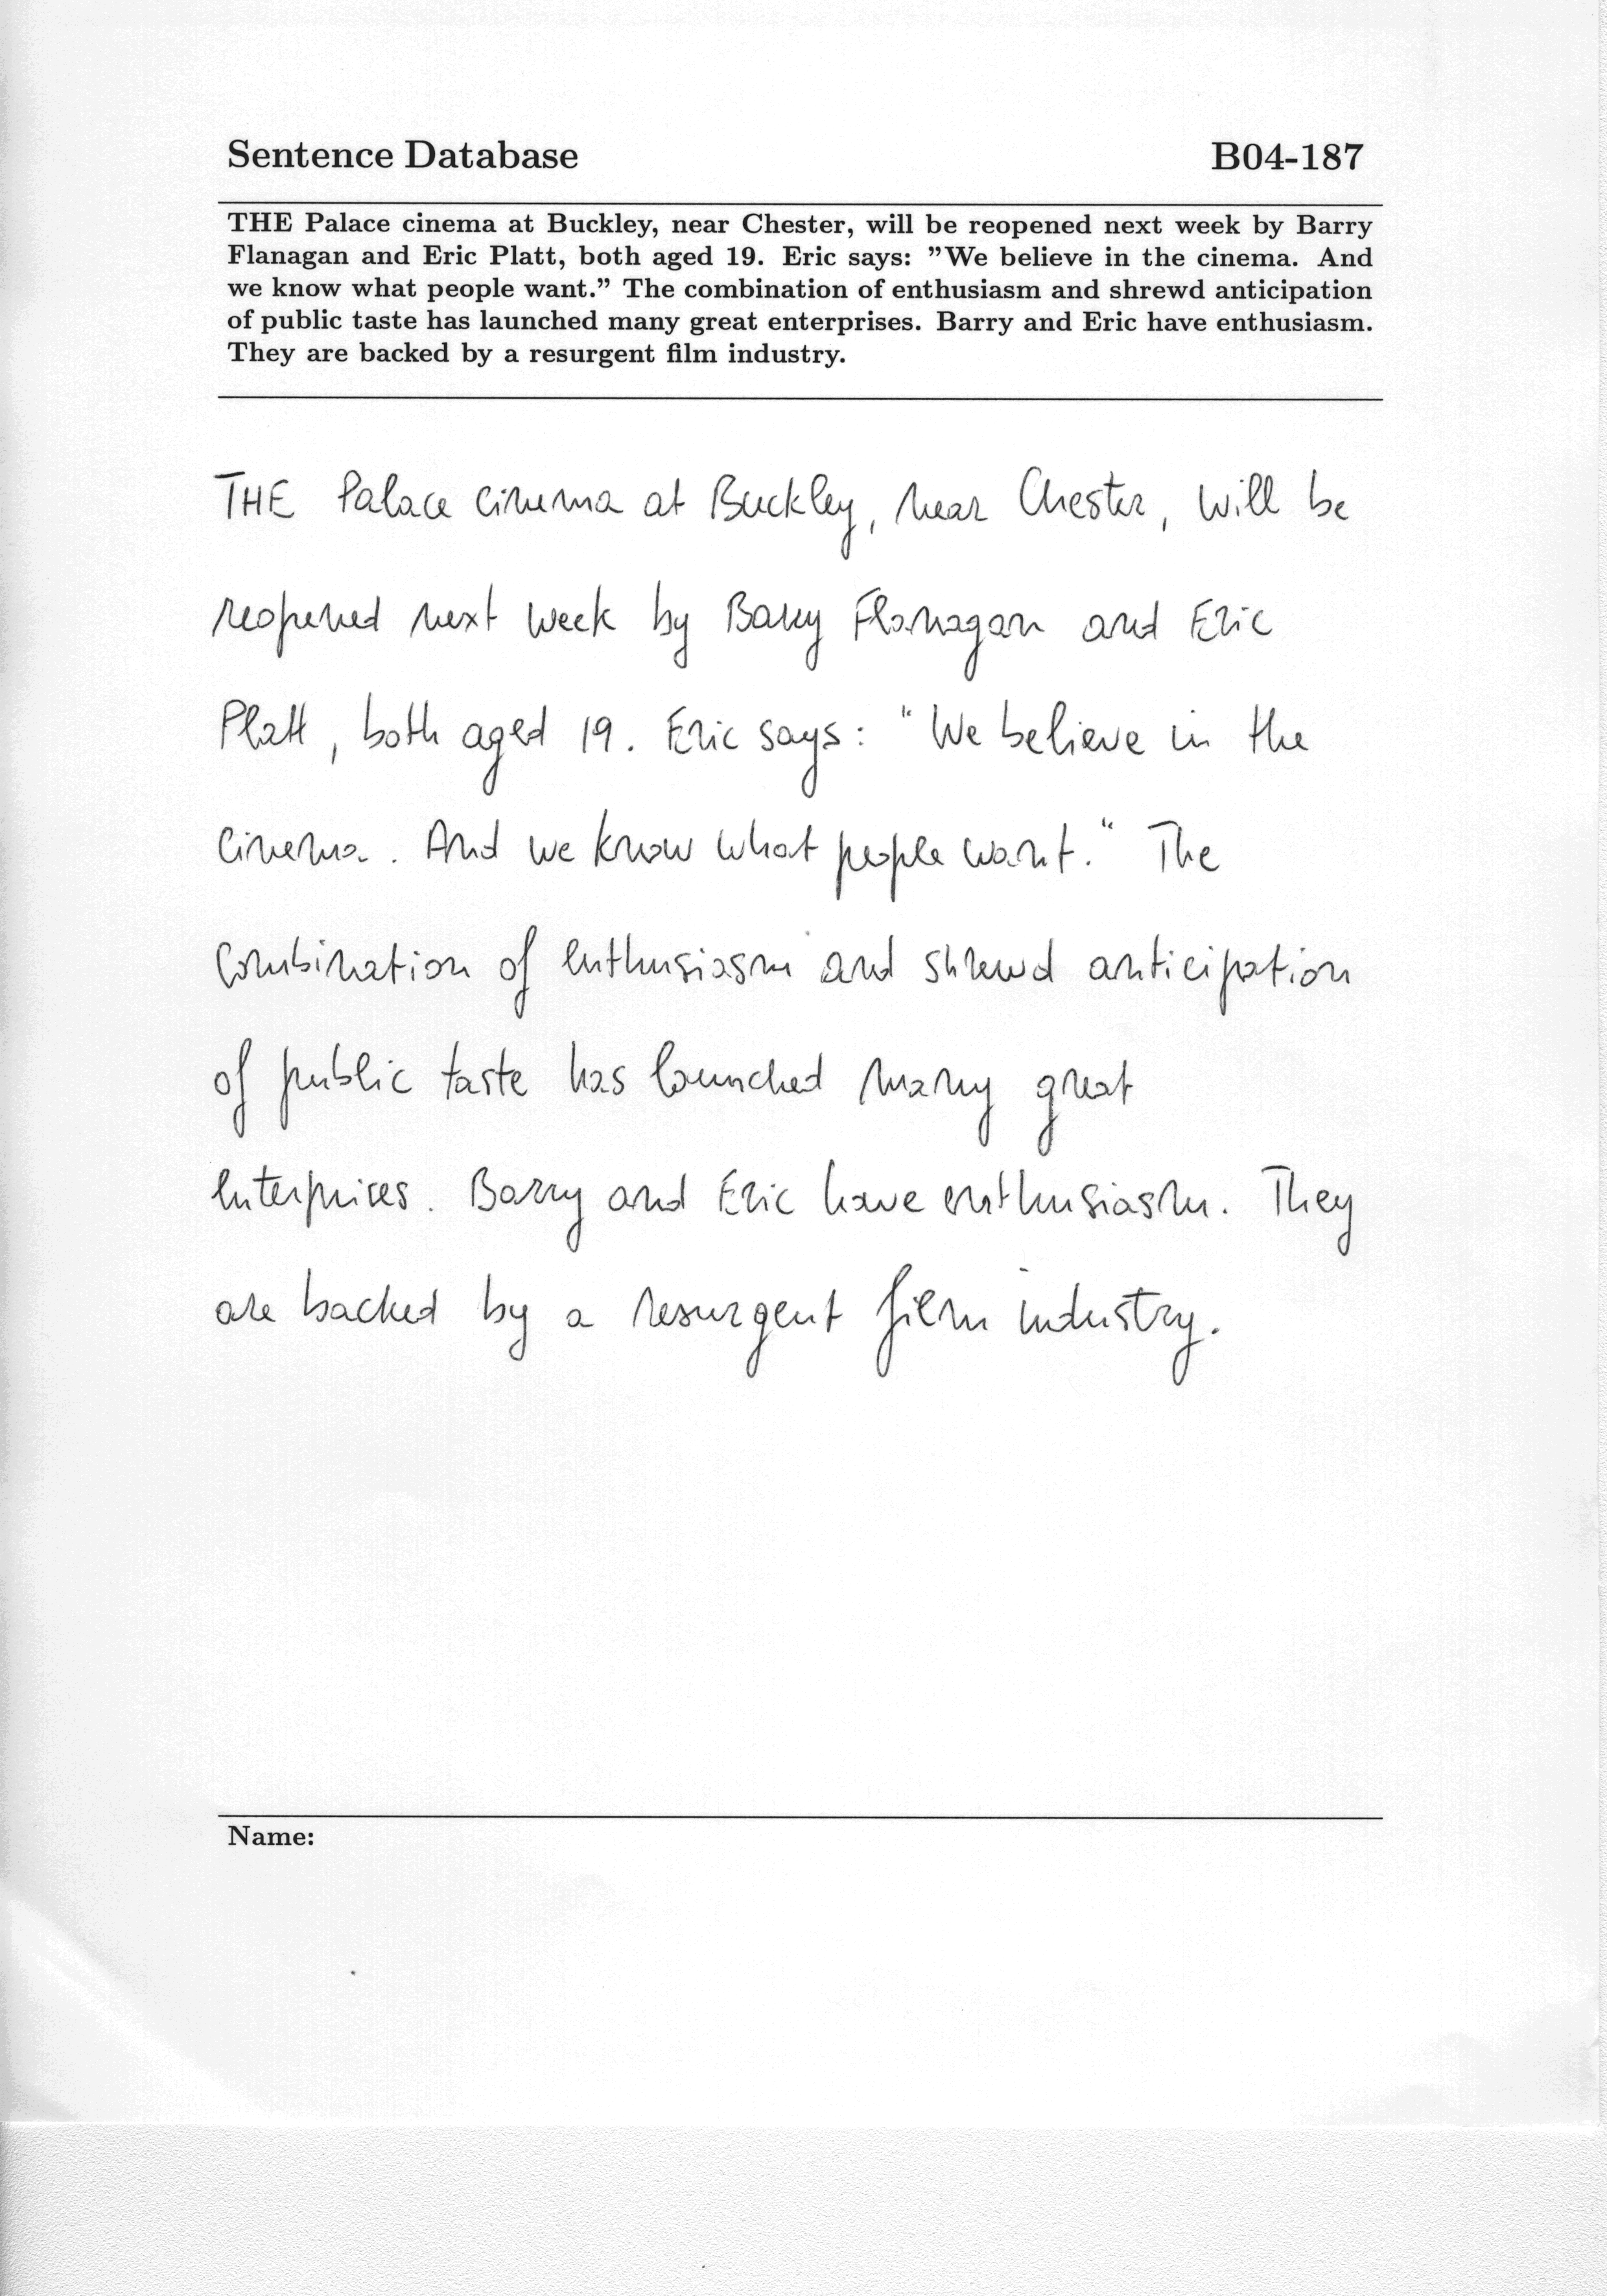 Sentence Database B04-187
THE Palace cinema at Buckley, near Chester, will be reopened next week by Barry
Flanagan and Eric Platt, both aged 19. Eric says: ”We believe in the cinema. And
we know what people want.” The combination of enthusiasm and shrewd anticipation
of public taste has launched many great enterprises. Barry and Eric have enthusiasm.
They are backed by a resurgent film industry.
THE Palace cinema at Buckley, near Chester, will be
reopened next week by Barry Flanagan and Eric
Platt, both aged 19. Eric says: "We believe in the
cinema. And we know what people want." The
combination of enthusiasm and shrewd anticipation
of public taste has launched many great
enterprises. Barry and Eric have enthusiasm. They
are backed by a resurgent film industry.
Name: